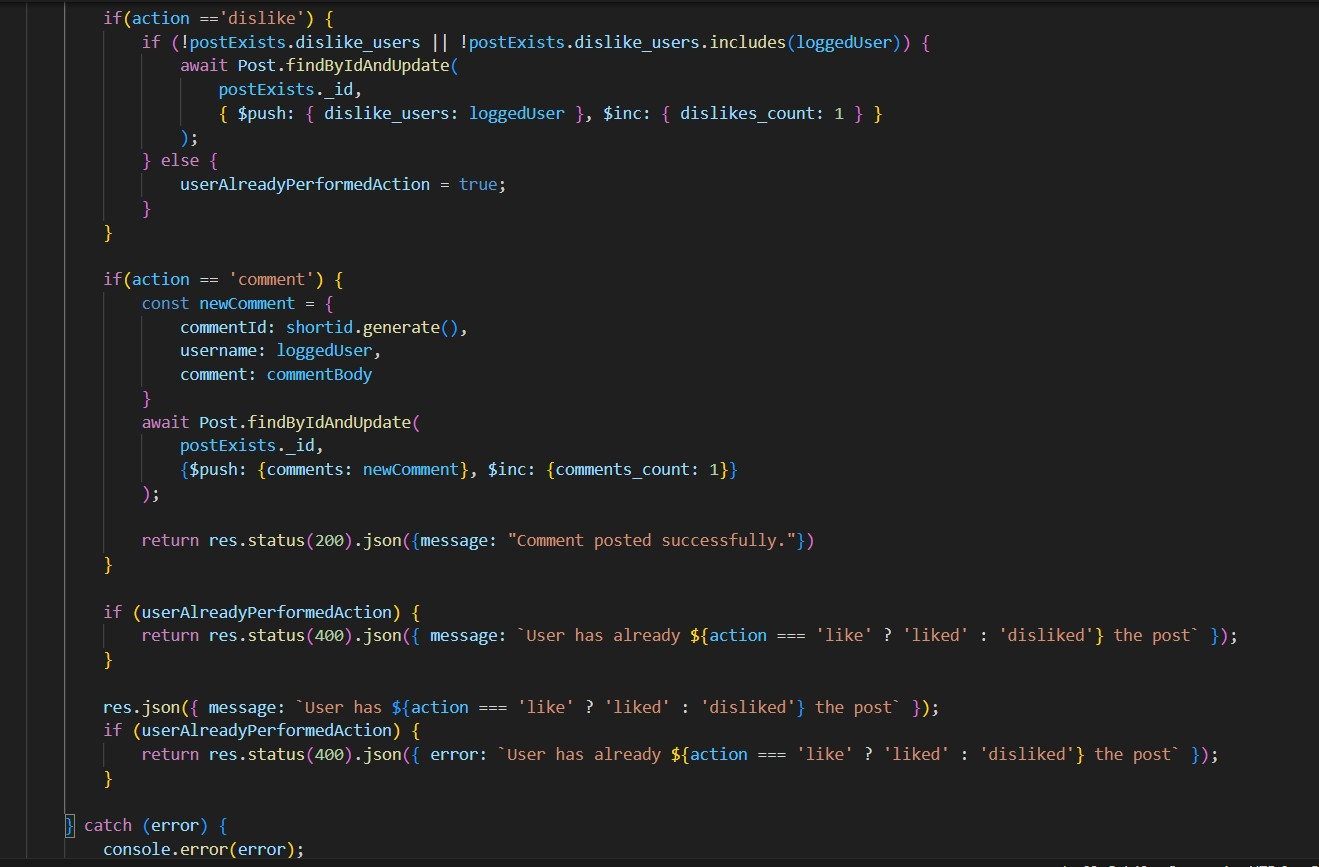 if(action =='dislike') {
if (!postExists.dislike_users || !postExists.dislike_users.includes(loggedUser)) {
await Post.findByIdAndUpdate(
postExists._id,
{ $push: { dislike_users: loggedUser }, $inc: { dislikes_count: 1 } }
);
} else {
userAlreadyPerformedAction = true;
}
}
if(action == 'comment') {
const newComment = {
commentId: shortid.generate(),
username: loggedUser,
comment: commentBody
}
await Post.findByIdAndUpdate(
postExists._id,
{$push: {comments: newComment}, $inc: {comments_count: 1}}
);
return res.status(200).json({message: "Comment posted successfully."})
}
if (userAlreadyPerformedAction) {
return res.status(400).json({ message: `User has already ${action === 'like' ? 'liked' : 'disliked'} the post` });
}
res.json({ message: `User has ${action === 'like' ? 'liked' : 'disliked'} the post` });
if (userAlreadyPerformedAction) {
return res.status(400).json({ error: `User has already ${action === 'like' ? 'liked' : 'disliked'} the post` });
}
} catch (error) {
console.error(error);